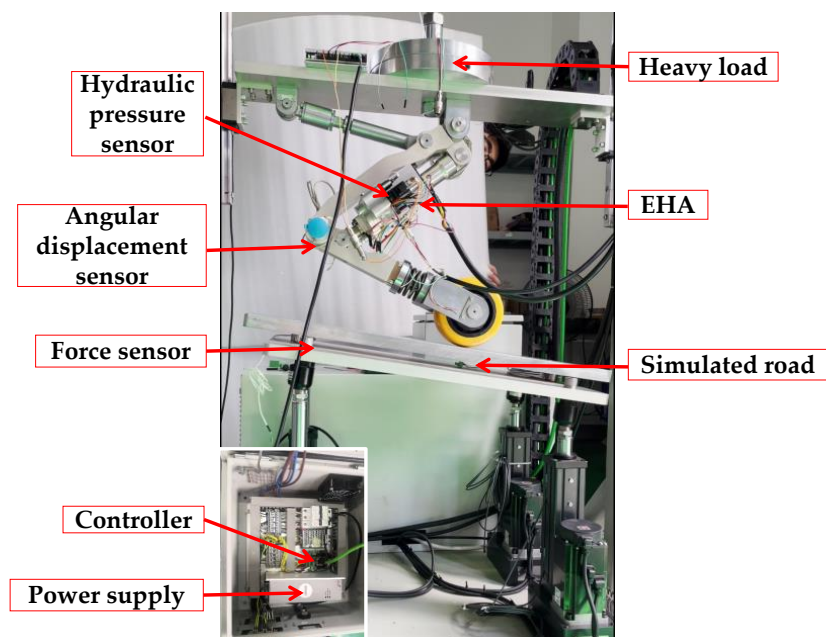 Hydraulic
pressure
sensor
Heavy load
Angular
displacement
sensor
EHA
Force sensor
Simulated road
Controller
Power supply